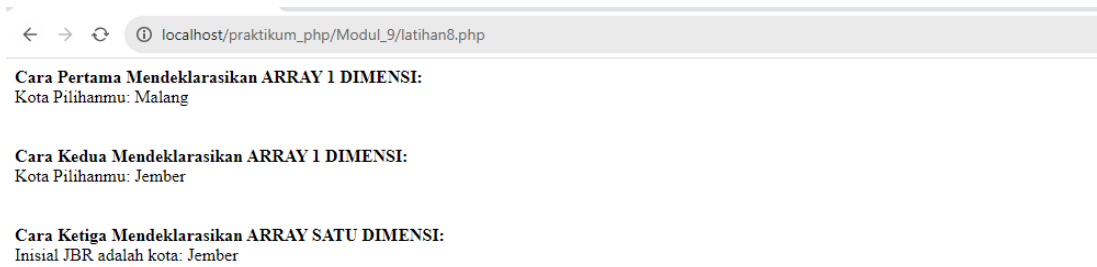 localhost/praktikum_php/Modul_9/latihan8.php
Cara Pertama Mendeklarasikan ARRAY 1 DIMENSI:
Kota Pilihanmu: Malang
Cara Kedua Mendeklarasikan ARRAY 1 DIMENSI:
Kota Pilihanmu: Jember
Cara Ketiga Mendeklarasikan ARRAY SATU DIMENSI:
Inisial JBR adalah kota: Jember